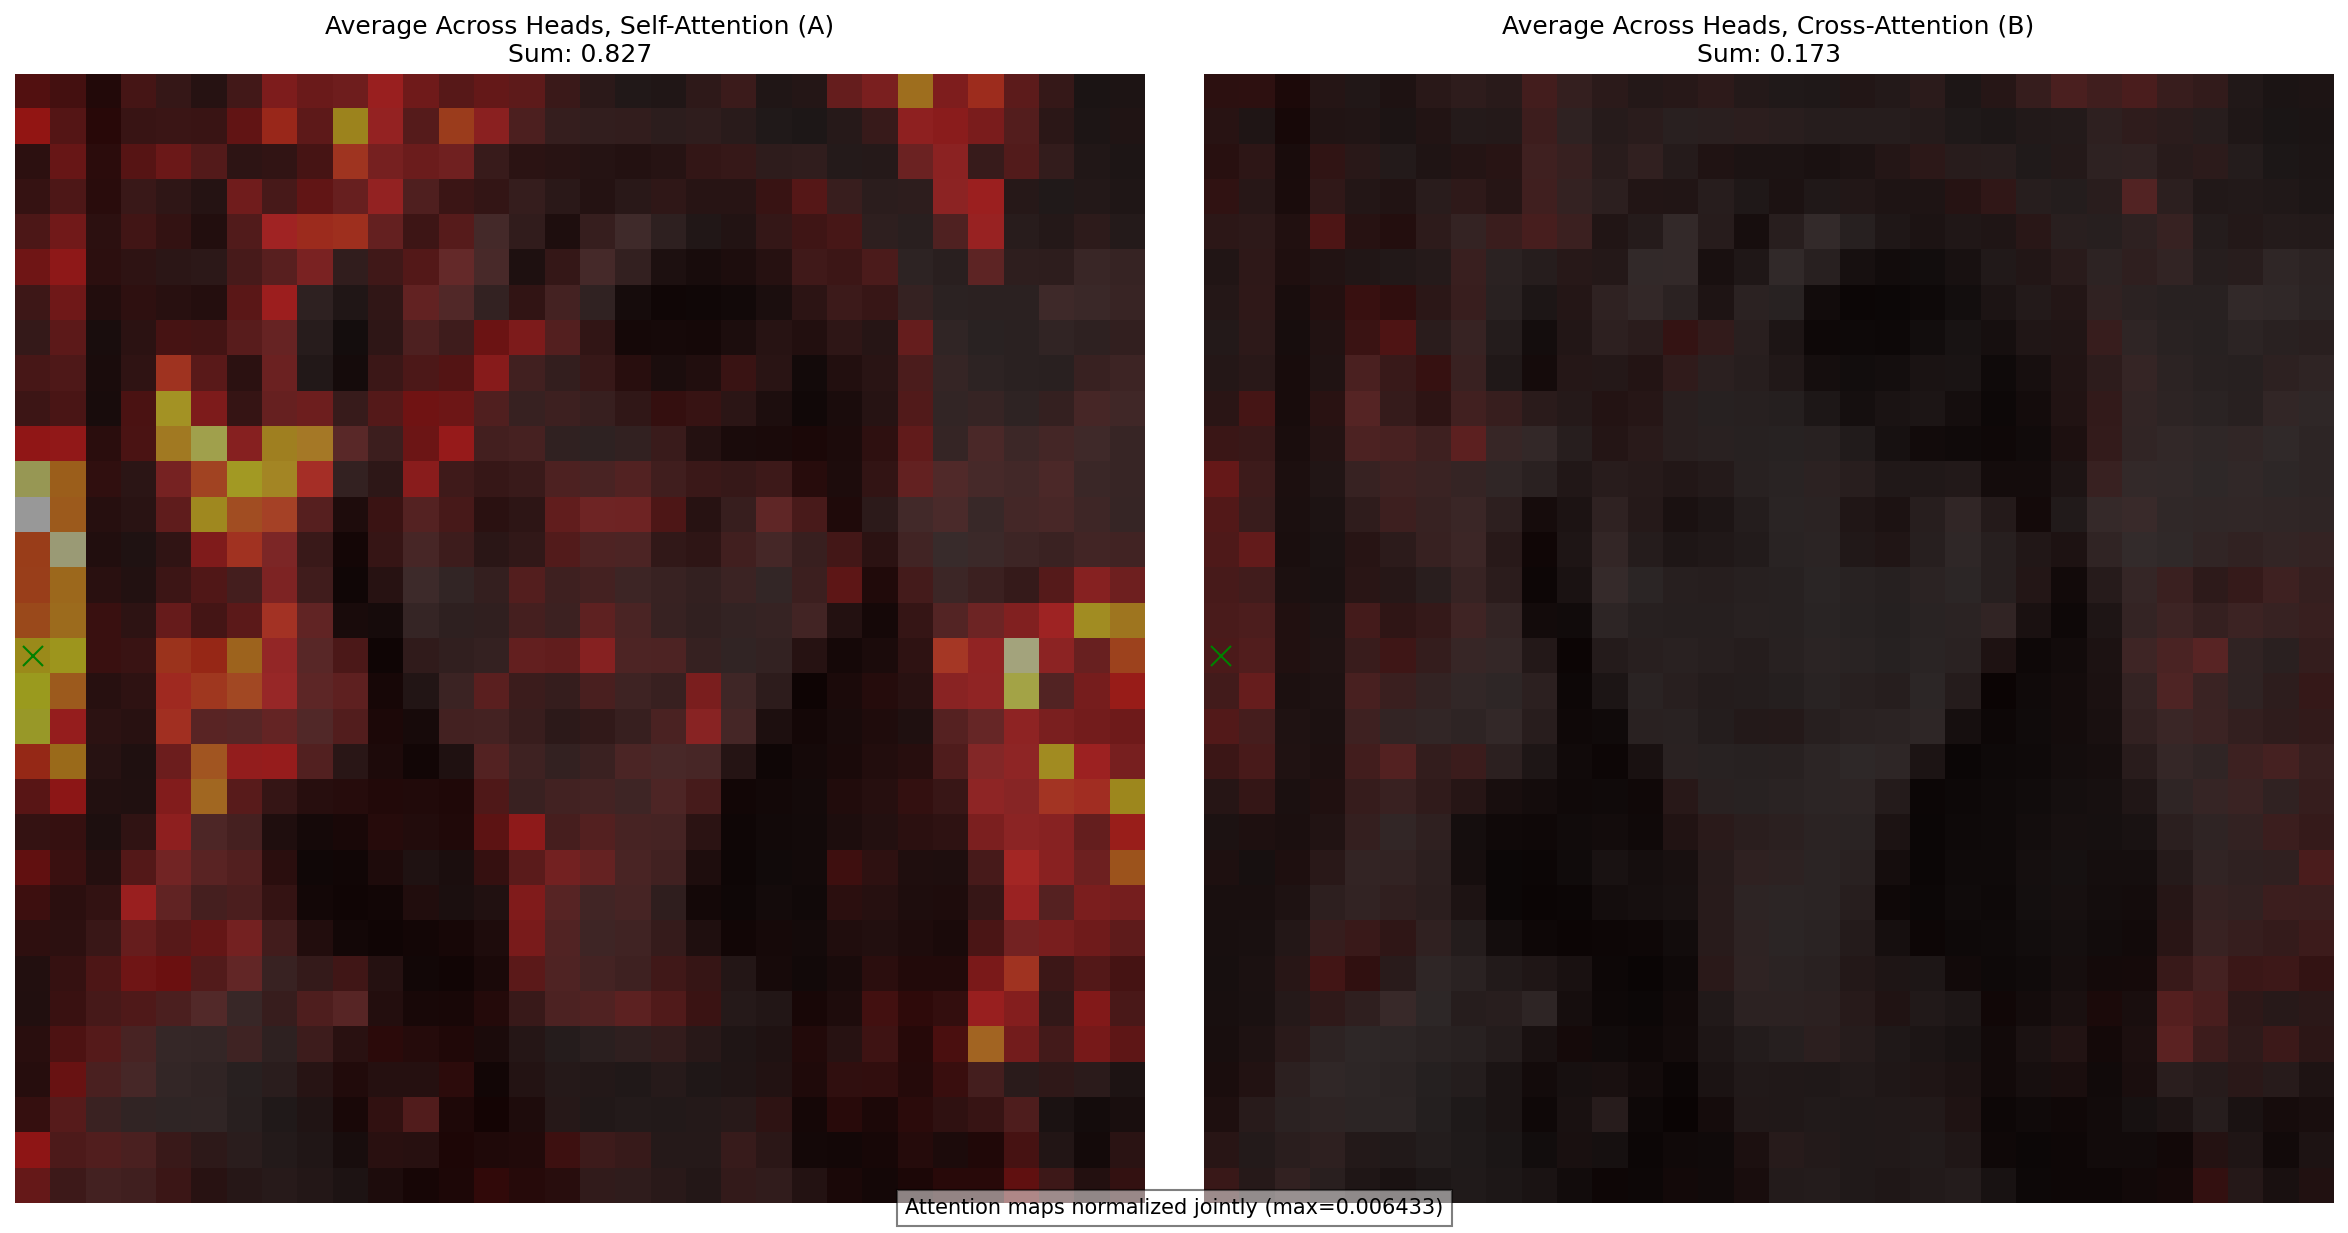 Average Across Heads, Self-Attention (A)
Sum: 0.827
Average Across Heads, Cross-Attention (B)
Sum: 0.173
Attention maps normalized jointly (max=0.006433)